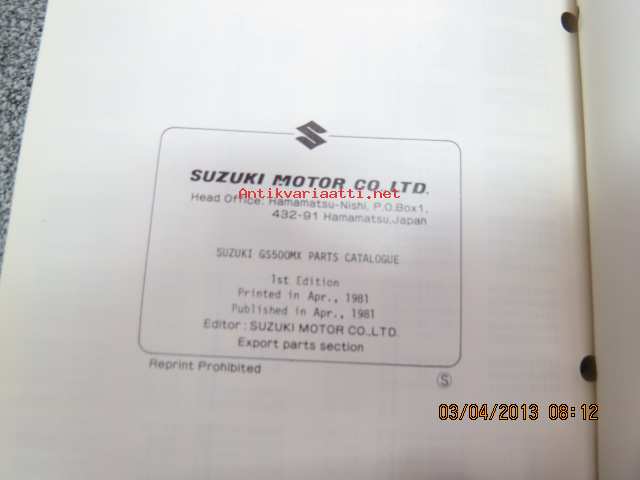 SUZUKI MOTOR CO., LTD.
Antikvariaatti.net
Head Office: Hamamatsu-Nishi, P.O.Box1,
432-91 Hamamatsu,Japan
SUZUKI GS500MX PARTS CATALOGUE
1st Edition
Printed in Apr., 1981
Published in Apr., 1981
Editor : SUZUKI MOTOR CO.,LTD.
Export parts section
Reprint Prohibited
S
03/04/2013 08:12